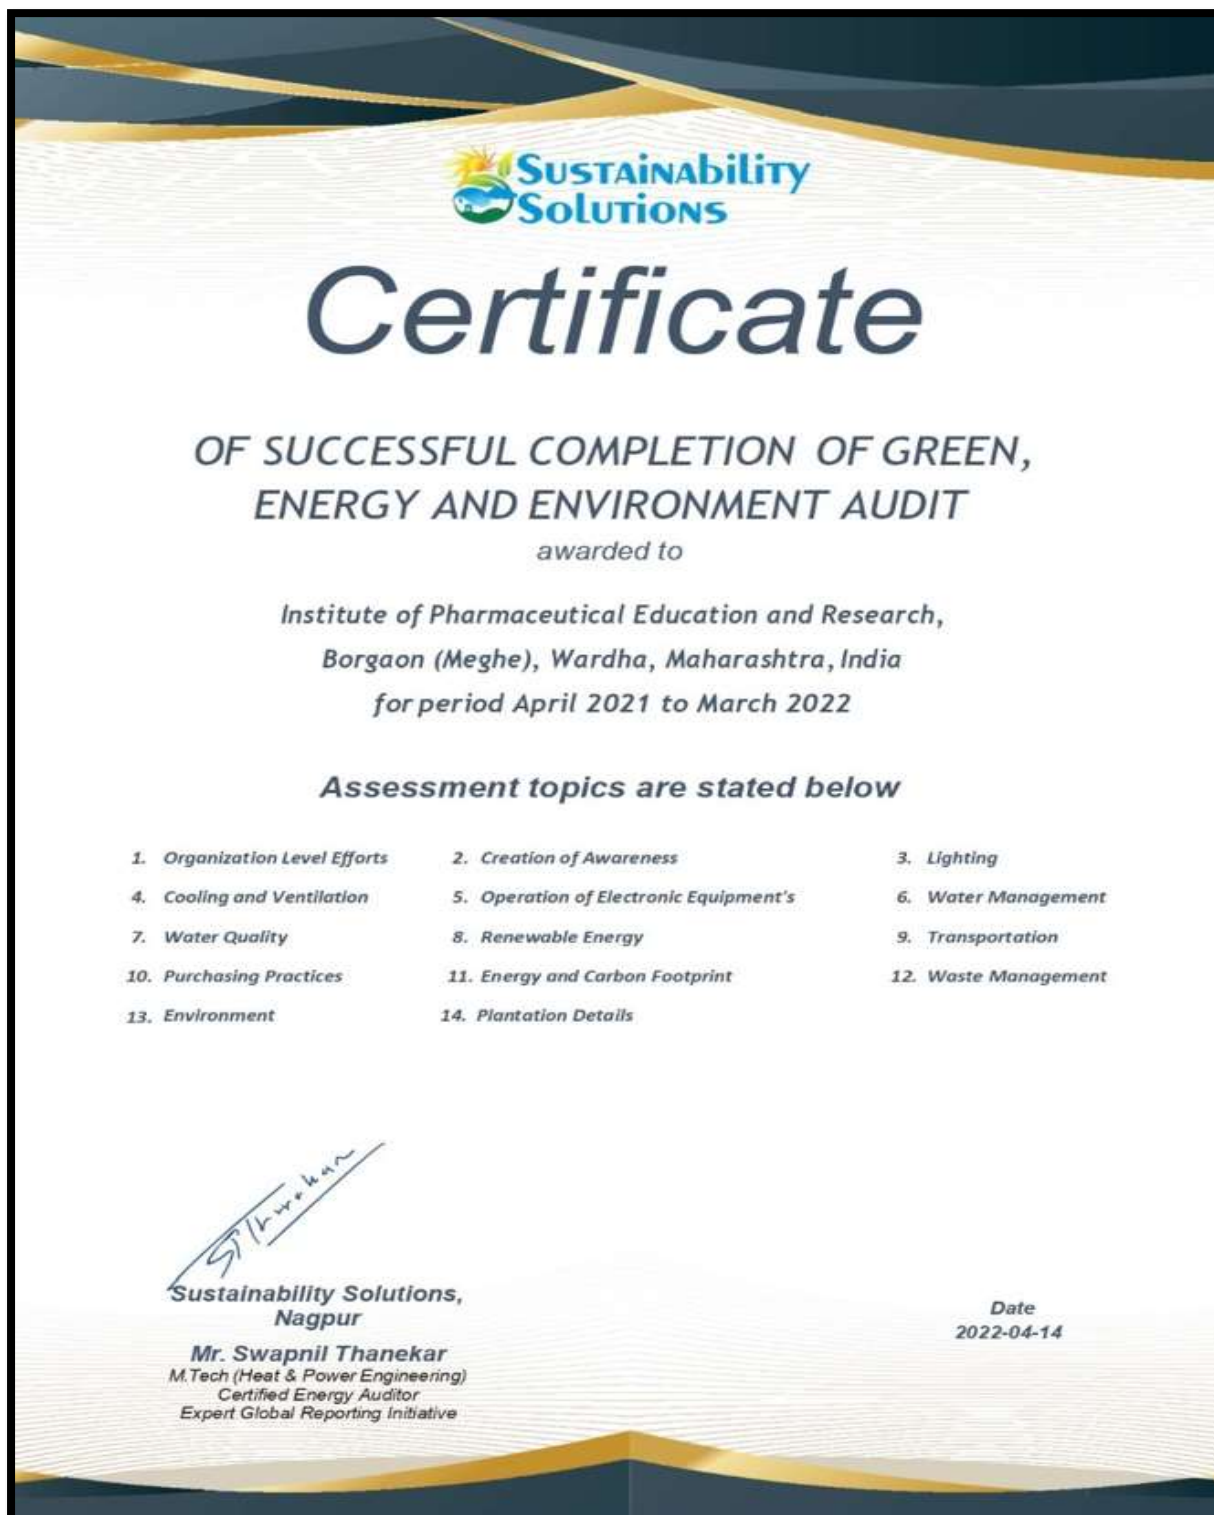 SUSTAINABILITY
SOLUTIONS
Certificate
OF SUCCESSFUL COMPLETION OF GREEN,
ENERGY AND ENVIRONMENT AUDIT
awarded to
Institute of Pharmaceutical Education and Research,
Borgaon (Meghe), Wardha, Maharashtra, India
for period April 2021 to March 2022
Assessment topics are stated below
1. Organization Level Efforts 2. Creation of Awareness 3. Lighting
4. Cooling and Ventilation 5. Operation of Electronic Equipment's 6. Water Management
7. Water Quality 8. Renewable Energy 9. Transportation
10. Purchasing Practices 11. Energy and Carbon Footprint 12. Waste Management
13. Environment 14. Plantation Details
Sustainability Solutions,
Nagpur
Mr. Swapnil Thanekar
M.Tech (Heat & Power Engineering)
Certified Energy Auditor
Expert Global Reporting Initiative
Date
2022-04-14